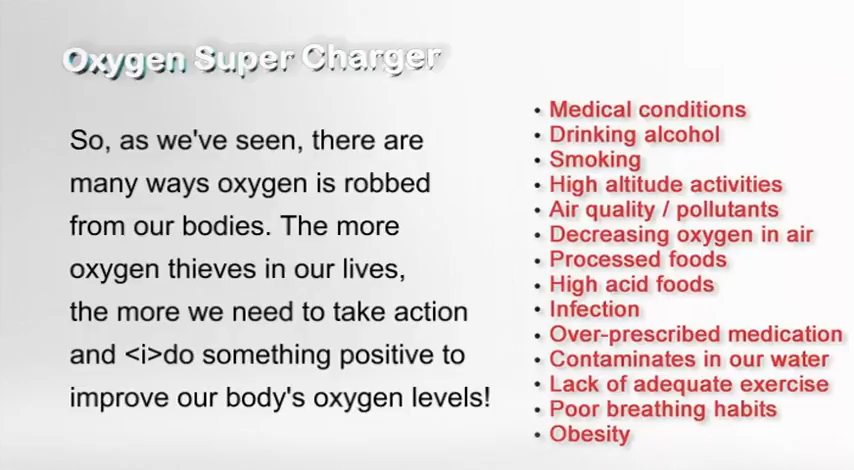 Oxygen Super Charger
So, as we've seen, there are
many ways oxygen is robbed
from our bodies. The more
oxygen thieves in our lives,
the more we need to take action
and <i>do something positive to
improve our body's oxygen levels!
• Medical conditions
• Drinking alcohol
• Smoking
• High altitude activities
• Air quality / pollutants
• Decreasing oxygen in air
• Processed foods
• High acid foods
• Infection
• Over-prescribed medication
• Contaminates in our water
• Lack of adequate exercise
• Poor breathing habits
• Obesity